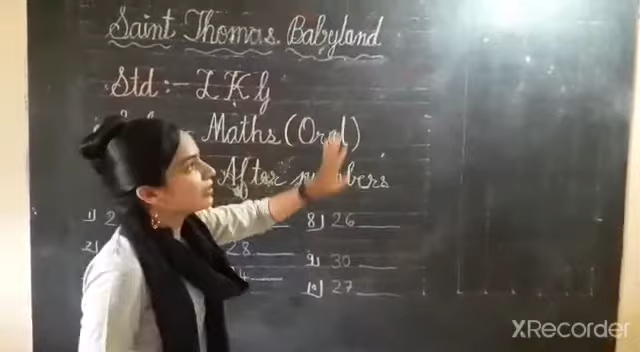 Saint Thomas Babyland
Std :- L K G
Maths (Oral)
After numbers
1) 2
2) 28
8) 26
9) 30
10) 27
XRecorder